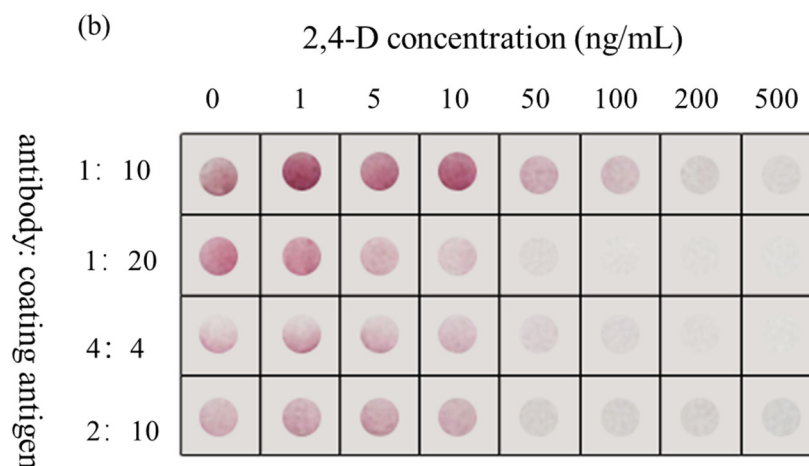 (b)
2,4-D concentration (ng/mL)
0 1 5 10 50 100 200 500
antibody: coating antigen
1: 10
1: 20
4: 4
2: 10